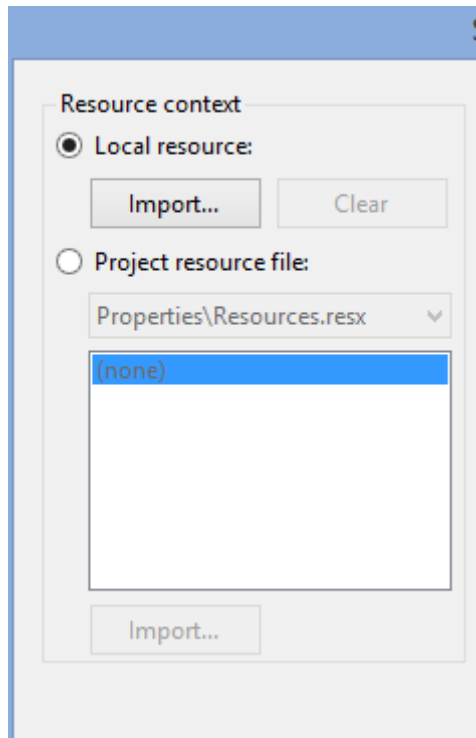 Resource context
Local resource:
Import... Clear
Project resource file:
Properties\Resources.resx
(none)
Import...